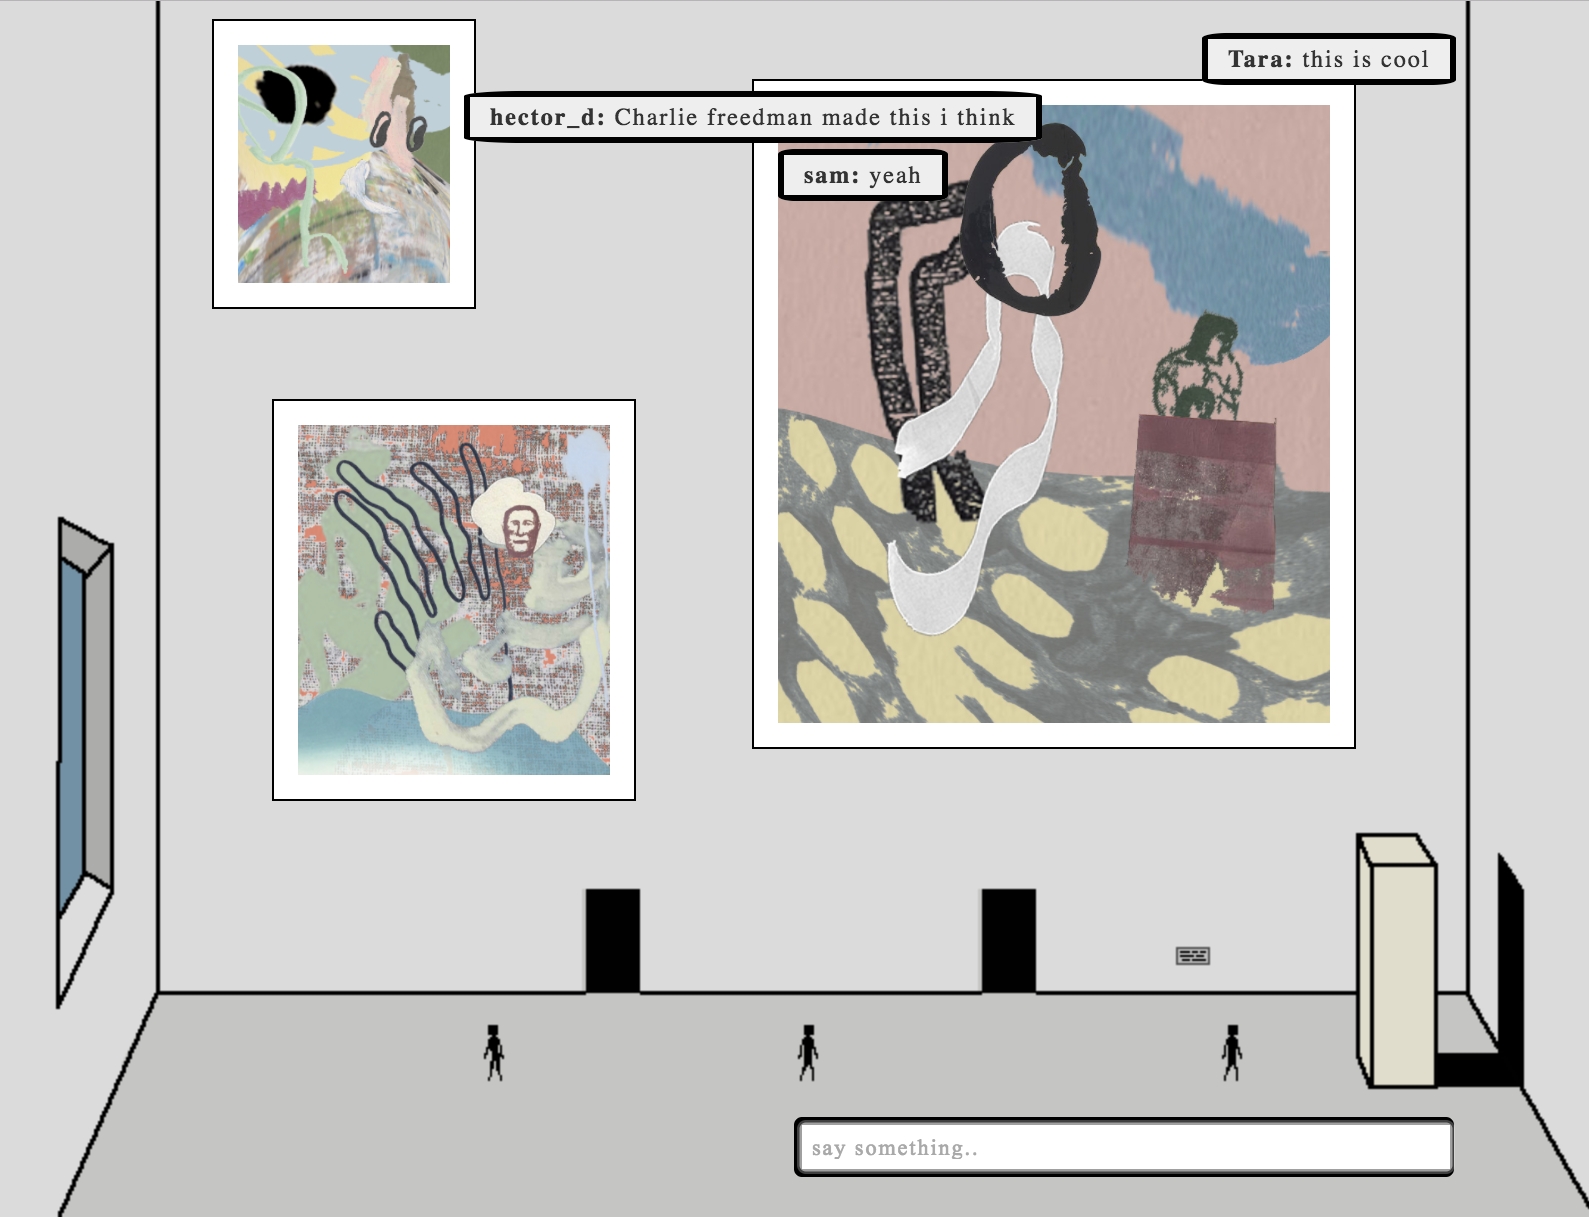 Tara: this is cool
hector_d: Charlie freedman made this i think
sam: yeah
say something..